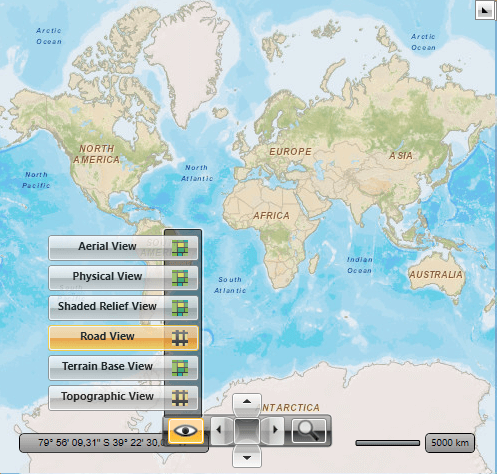 Arctic
Ocean
Arctic
Ocean
NORTH
AMERICA
EUROPE
ASIA
North
Pacific
North
Atlantic
AFRICA
Aerial View
Physical View
Indian
Ocean
AUSTRALIA
South
Atlantic
Shaded Relief View
Road View
Terrain Base View
Topographic View
NTARCTICA
79° 56' 09,31" S 39° 22' 30,0
5000 km